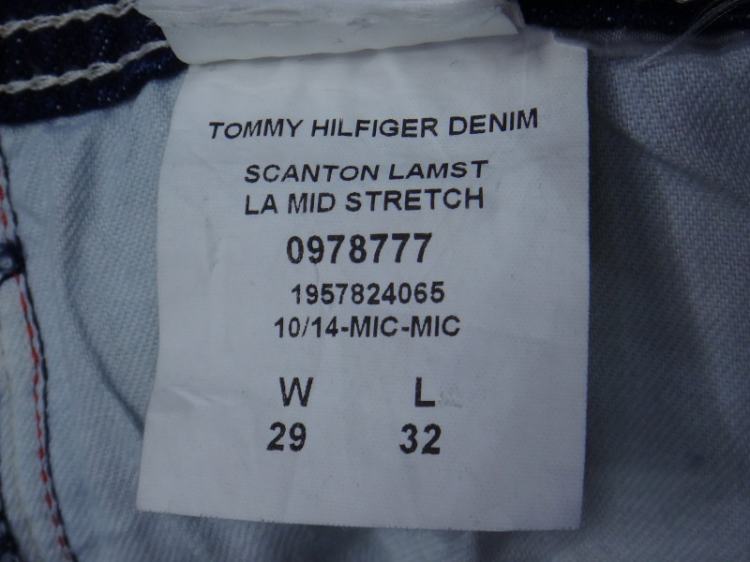 TOMMY HILFIGER DENIM
SCANTON LAMST
LA MID STRETCH
0978777
1957824065
10/14-MIC-MIC
W L
29 32